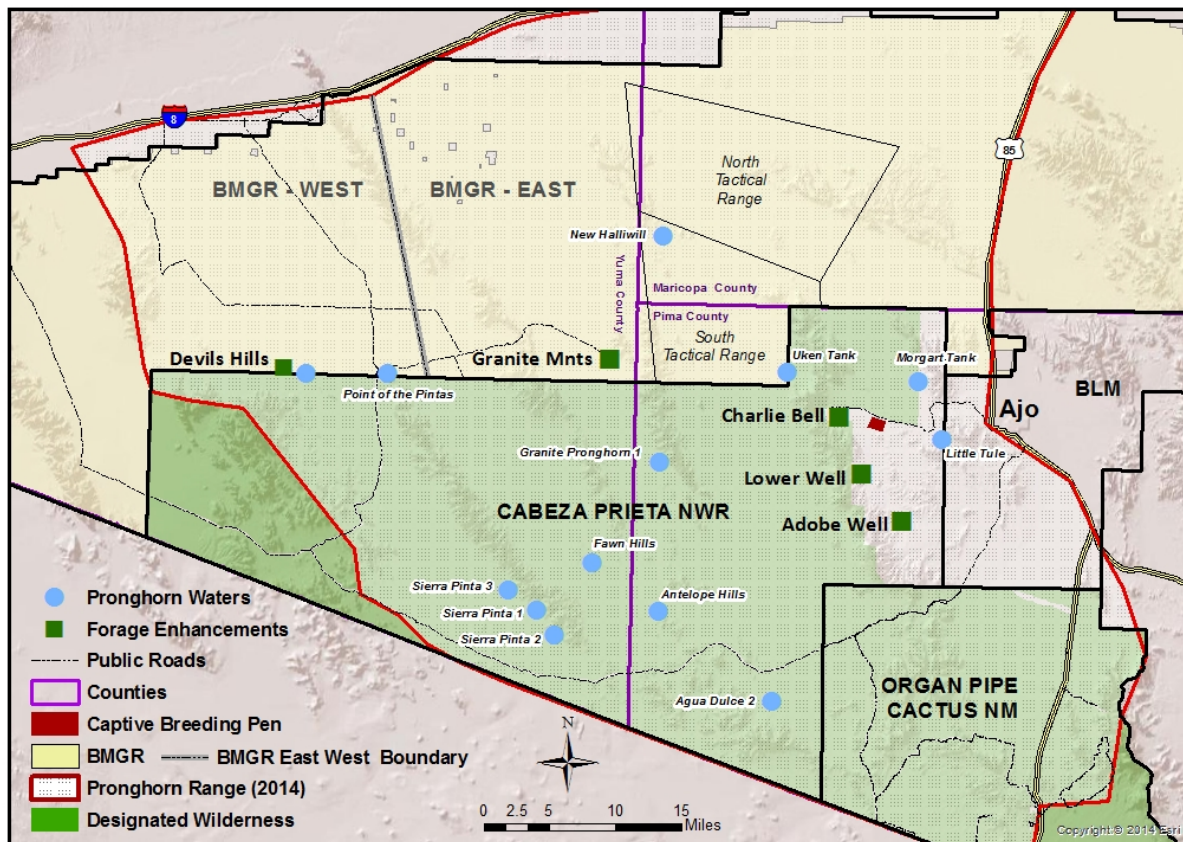 8
85
BMGR - WEST
BMGR - EAST
North
Tactical
Range
New Halliwill
Yuma County
Maricopa County
Pima County
South
Tactical Range
Devils Hills
Granite Mnts
Uken Tank
Morgart Tank
BLM
Point of the Pintas
Charlie Bell
Ajo
Granite Pronghorn 1
Little Tule
Lower Well
CABEZA PRIETA NWR
Adobe Well
Fawn Hills
Sierra Pinta 3
Sierra Pinta 1
Antelope Hills
Sierra Pinta 2
ORGAN PIPE
CACTUS NM
Agua Dulce 2
Pronghorn Waters
Forage Enhancements
Public Roads
Counties
Captive Breeding Pen
BMGR
BMGR East West Boundary
Pronghorn Range (2014)
Designated Wilderness
N
0 2.5 5 10 15
Miles
Copyright:© 2014 Esri